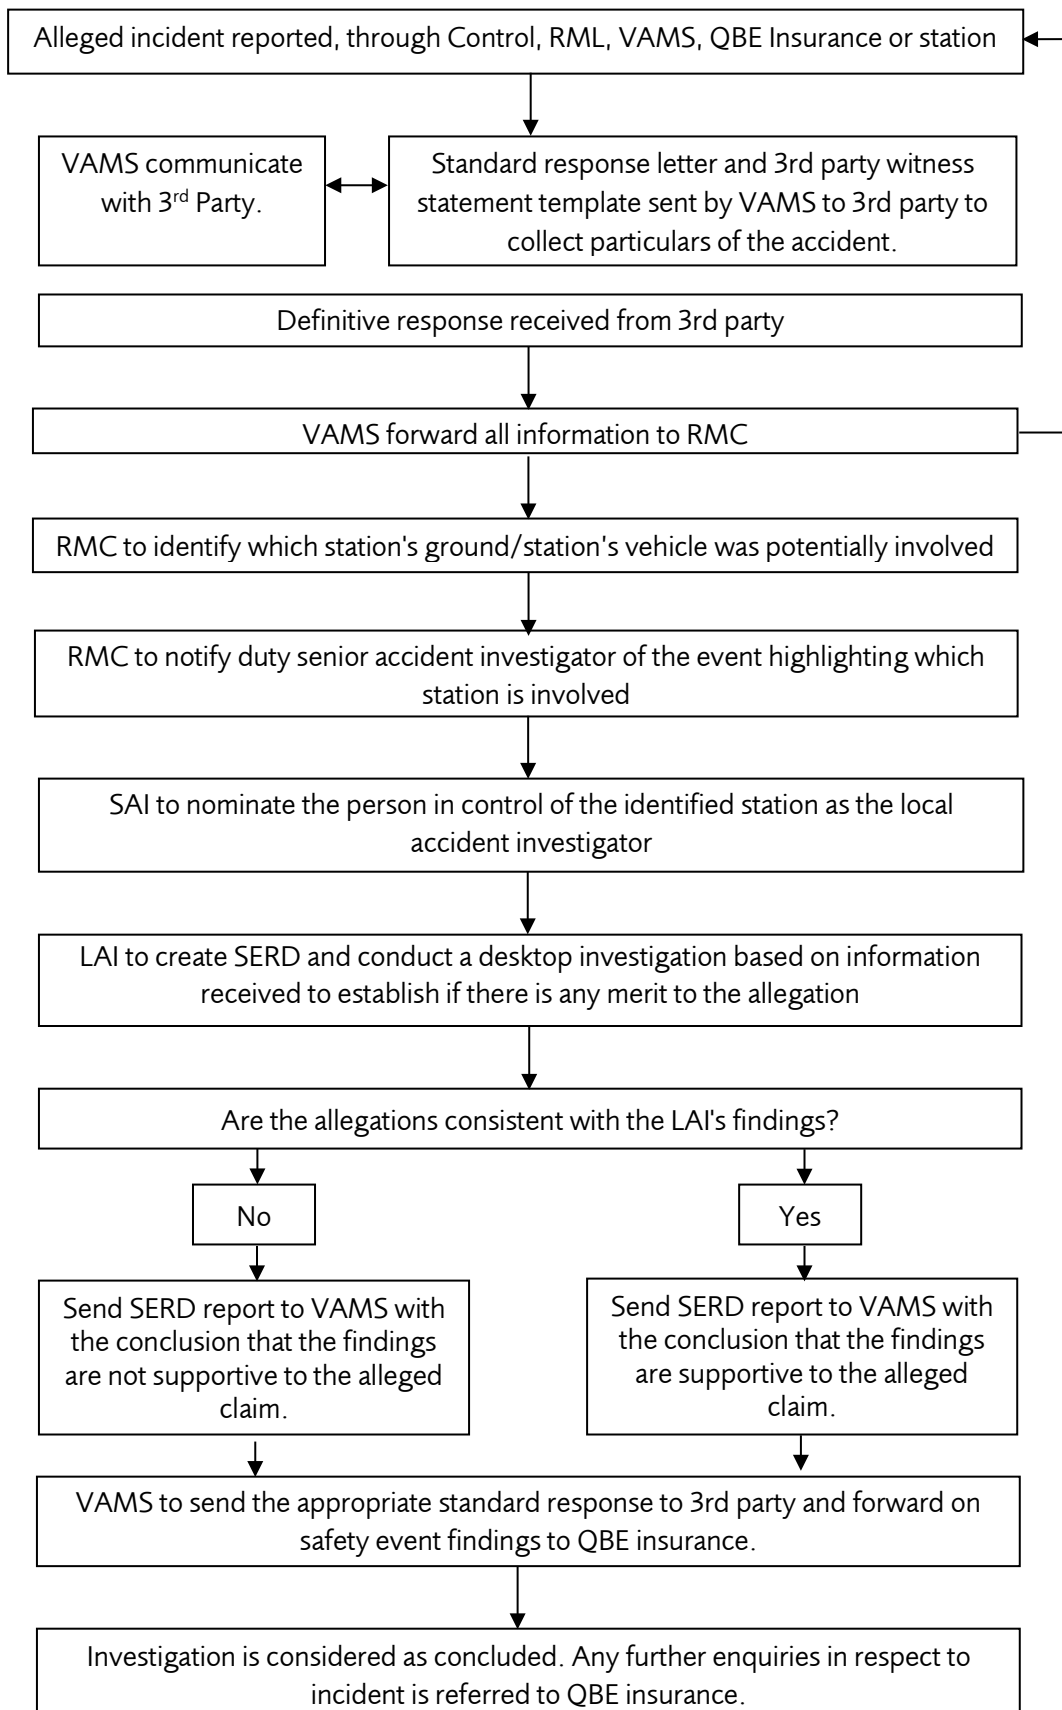 Alleged incident reported, through Control, RML, VAMS, QBE Insurance or station
VAMS communicate
with 3rd Party.
Standard response letter and 3rd party witness
statement template sent by VAMS to 3rd party to
collect particulars of the accident.
Definitive response received from 3rd party
VAMS forward all information to RMC
RMC to identify which station's ground/station's vehicle was potentially involved
RMC to notify duty senior accident investigator of the event highlighting which
station is involved
SAI to nominate the person in control of the identified station as the local
accident investigator
LAI to create SERD and conduct a desktop investigation based on information
received to establish if there is any merit to the allegation
Are the allegations consistent with the LAI's findings?
No
Yes
Send SERD report to VAMS with
the conclusion that the findings
are not supportive to the alleged
claim.
Send SERD report to VAMS with
the conclusion that the findings
are supportive to the alleged
claim.
VAMS to send the appropriate standard response to 3rd party and forward on
safety event findings to QBE insurance.
Investigation is considered as concluded. Any further enquiries in respect to
incident is referred to QBE insurance.